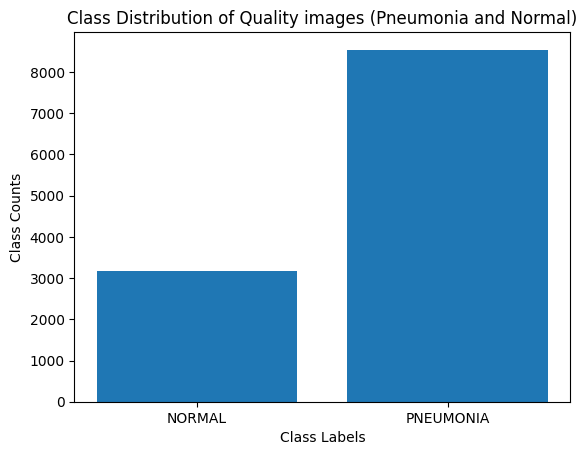 Class Distribution of Quality images (Pneumonia and Normal)
Class Counts
8000
7000
6000
5000
4000
3000
2000
1000
0
NORMAL PNEUMONIA
Class Labels